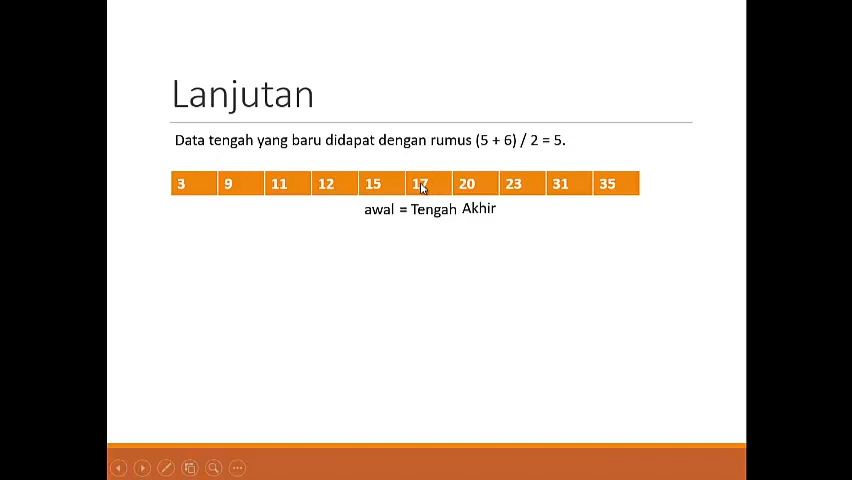 Lanjutan
Data tengah yang baru didapat dengan rumus (5 + 6) / 2 = 5.
3 9 11 12 15 17 20 23 31 35
awal = Tengah Akhir